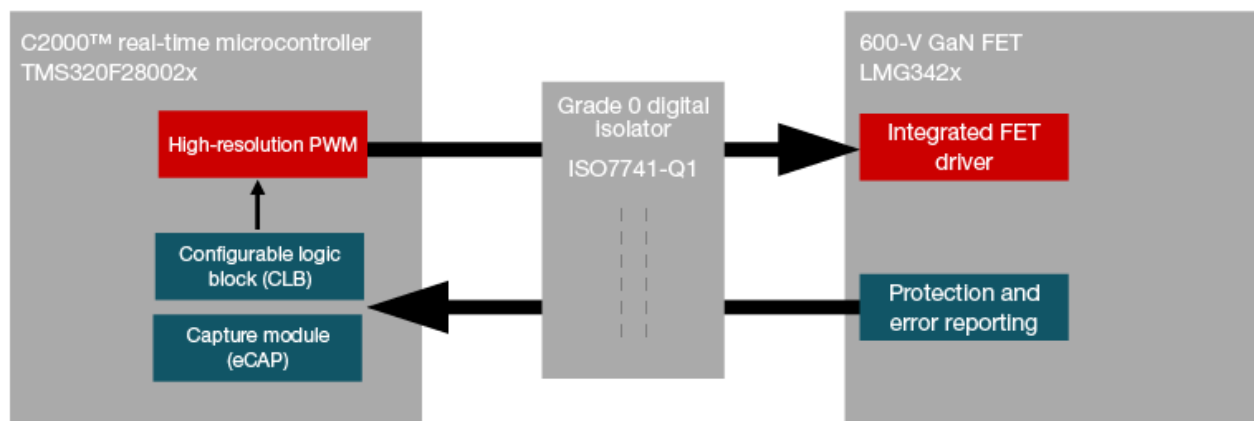 C2000™ real-time microcontroller
TMS320F28002x
High-resolution PWM
Configurable logic
block (CLB)
Capture module
(eCAP)
Grade 0 digital
isolator
ISO7741-Q1
600-V GaN FET
LMG342x
Integrated FET
driver
Protection and
error reporting